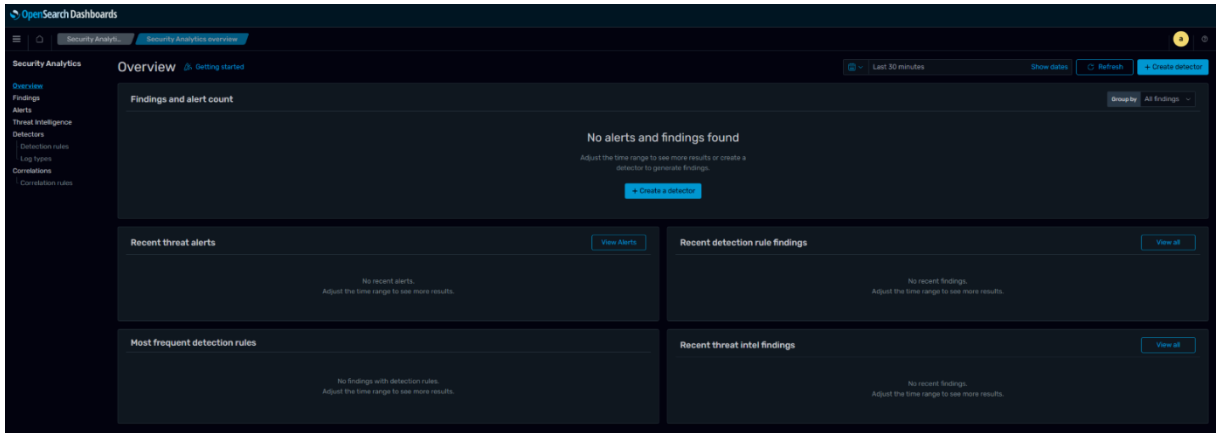 OpenSearch Dashboards
Security Analyti...
Security Analytics overview
a
Security Analytics
Overview
Findings
Alerts
Threat Intelligence
Detectors
Detection rules
Log types
Correlations
Correlation rules
Overview
Getting started
Last 30 minutes
Show dates
Refresh
+ Create detector
Findings and alert count
Group by
All findings
No alerts and findings found
Adjust the time range to see more results or create a
detector to generate findings.
+ Create a detector
Recent threat alerts
View Alerts
No recent alerts.
Adjust the time range to see more results.
Recent detection rule findings
View all
No recent findings.
Adjust the time range to see more results.
Most frequent detection rules
No findings with detection rules.
Adjust the time range to see more results.
Recent threat intel findings
View all
No recent findings.
Adjust the time range to see more results.